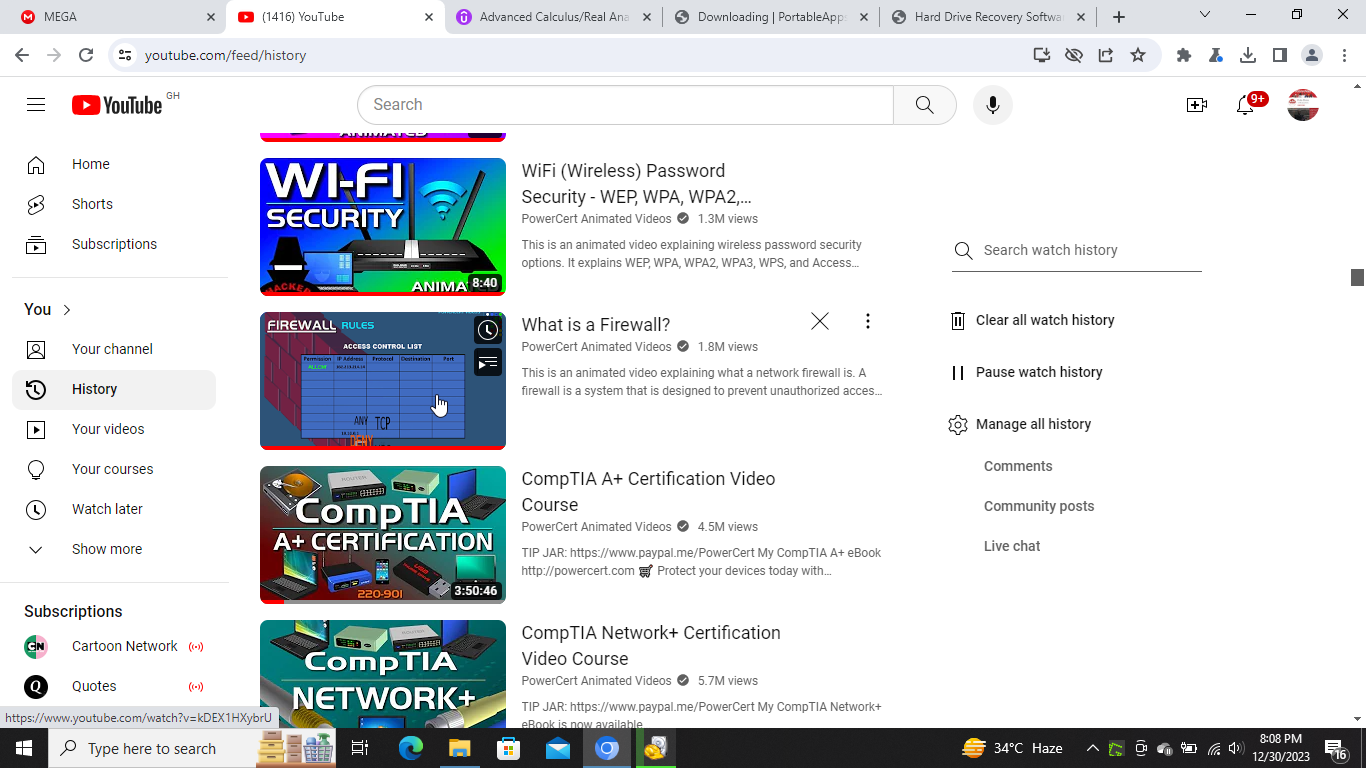 MEGA
(1416) YouTube
Advanced Calculus/Real Ana
Downloading | PortableApps
Hard Drive Recovery Softwa
youtube.com/feed/history
YouTube GH
Search
9+
Home
Shorts
Subscriptions
You
Your channel
History
Your videos
Your courses
Watch later
Show more
Subscriptions
Cartoon Network
Quotes
ANIMATED
WI-FI
SECURITY
HACKER
ANIMA
8:40
WiFi (Wireless) Password
Security - WEP, WPA, WPA2,...
PowerCert Animated Videos 1.3M views
This is an animated video explaining wireless password security
options. It explains WEP, WPA, WPA2, WPA3, WPS, and Access...
FIREWALL RULES
ACCESS CONTROL LIST
Permission IP Address Protocol Destination Port
ALLOW
ANY TCP
DENY
What is a Firewall?
PowerCert Animated Videos 1.8M views
This is an animated video explaining what a network firewall is. A
firewall is a system that is designed to prevent unauthorized acces...
CompTIA
A+ CERTIFICATION
220-901
3:50:46
CompTIA A+ Certification Video
Course
PowerCert Animated Videos 4.5M views
TIP JAR: https://www.paypal.me/PowerCert My CompTIA A+ eBook
http://powercert.com 🛒 Protect your devices today with...
CompTIA
NETWORK+
CompTIA Network+ Certification
Video Course
PowerCert Animated Videos 5.7M views
TIP JAR: https://www.paypal.me/PowerCert My CompTIA Network+
eBook is now available
Search watch history
Clear all watch history
Pause watch history
Manage all history
Comments
Community posts
Live chat
https://www.youtube.com/watch?v=kDEX1HXybrU
Type here to search
34°C Haze
8:08 PM
12/30/2023
16